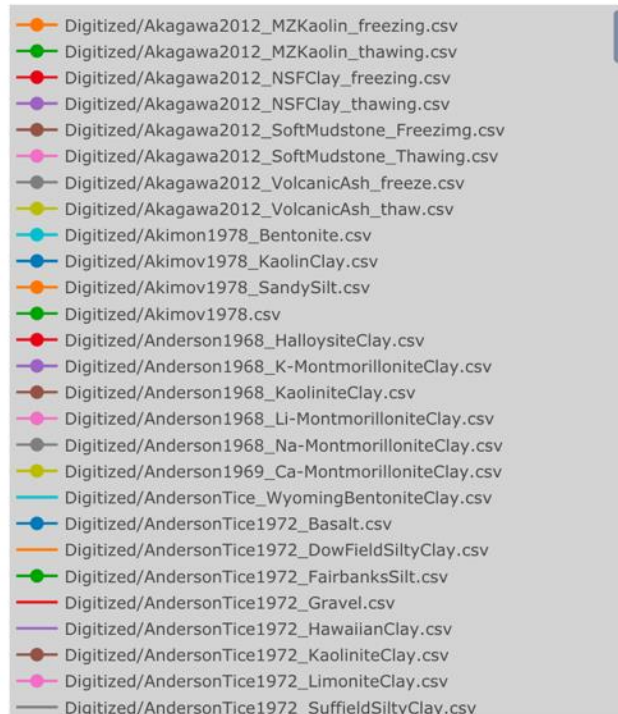 Digitized/Akagawa2012_MZKaolin_freezing.csv
Digitized/Akagawa2012_MZKaolin_thawing.csv
Digitized/Akagawa2012_NSFClay_freezing.csv
Digitized/Akagawa2012_NSFClay_thawing.csv
Digitized/Akagawa2012_SoftMudstone_Freezimg.csv
Digitized/Akagawa2012_SoftMudstone_Thawing.csv
Digitized/Akagawa2012_VolcanicAsh_freeze.csv
Digitized/Akagawa2012_VolcanicAsh_thaw.csv
Digitized/Akimon1978_Bentonite.csv
Digitized/Akimov1978_KaolinClay.csv
Digitized/Akimov1978_SandySilt.csv
Digitized/Akimov1978.csv
Digitized/Anderson1968_HalloysiteClay.csv
Digitized/Anderson1968_K-MontmorilloniteClay.csv
Digitized/Anderson1968_KaoliniteClay.csv
Digitized/Anderson1968_Li-MontmorilloniteClay.csv
Digitized/Anderson1968_Na-MontmorilloniteClay.csv
Digitized/Anderson1969_Ca-MontmorilloniteClay.csv
Digitized/AndersonTice_WyomingBentoniteClay.csv
Digitized/AndersonTice1972_Basalt.csv
Digitized/AndersonTice1972_DowFieldSiltyClay.csv
Digitized/AndersonTice1972_FairbanksSilt.csv
Digitized/AndersonTice1972_Gravel.csv
Digitized/AndersonTice1972_HawaiianClay.csv
Digitized/AndersonTice1972_KaoliniteClay.csv
Digitized/AndersonTice1972_LimoniteClay.csv
Digitized/AndersonTice1972_SuffieldSiltyClay.csv